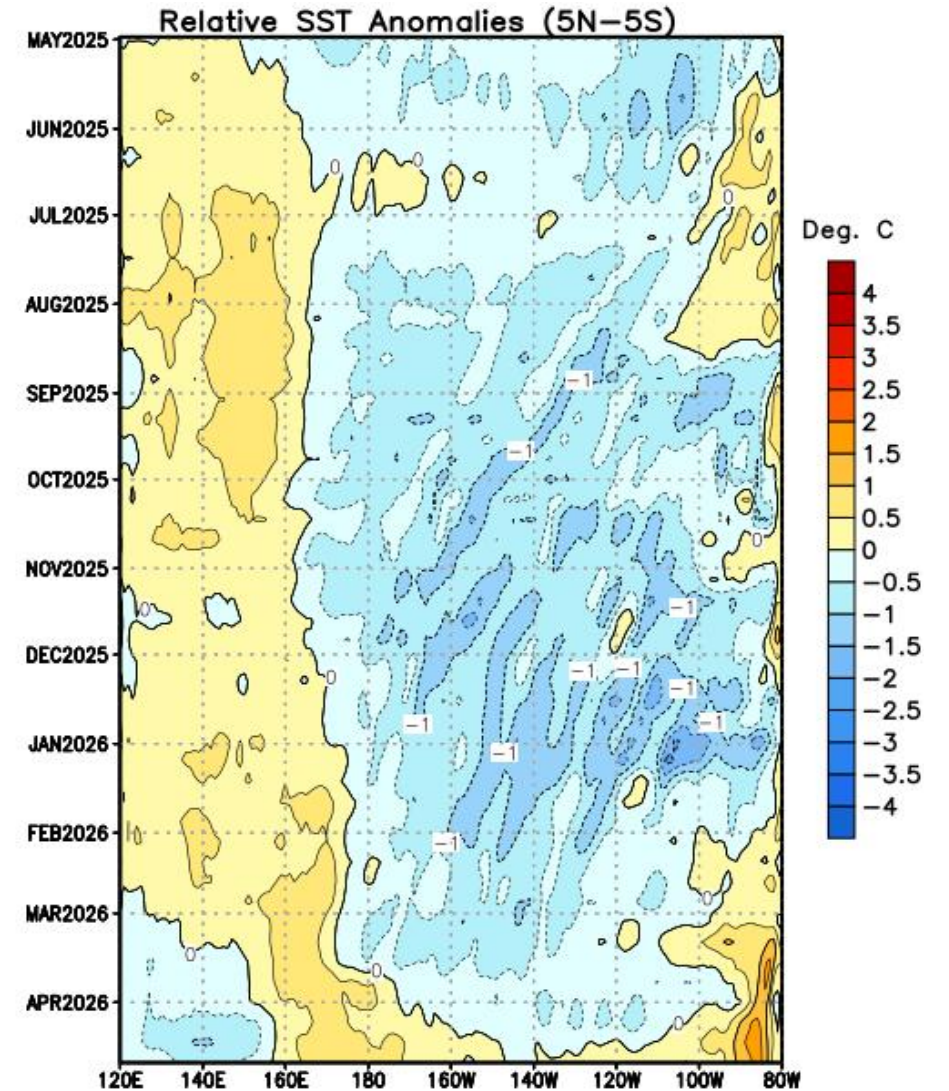 Relative SST Anomalies (5N−5S)
MAY2025
JUN2025
JUL2025
AUG2025
SEP2025
OCT2025
NOV2025
DEC2025
JAN2026
FEB2026
MAR2026
APR2026
120E 140E 160E 180 160W 140W 120W 100W 80W
Deg. C
4
3.5
3
2.5
2
1.5
1
0.5
0
−0.5
−1
−1.5
−2
−2.5
−3
−3.5
−4
0
0
0
−1
−1
0
0
−1
0
−1
−1
−1
−1
−1
−1
−1
0
0
0
0